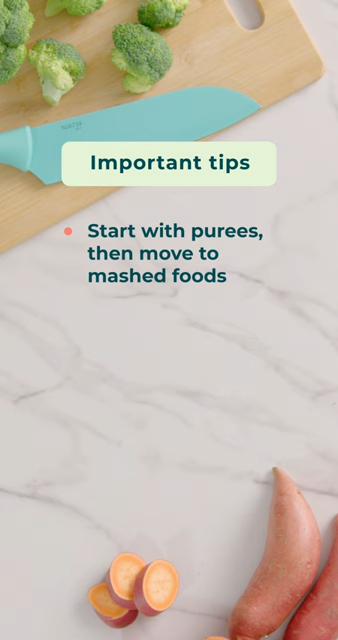 Important tips
Start with purees,
then move to
mashed foods